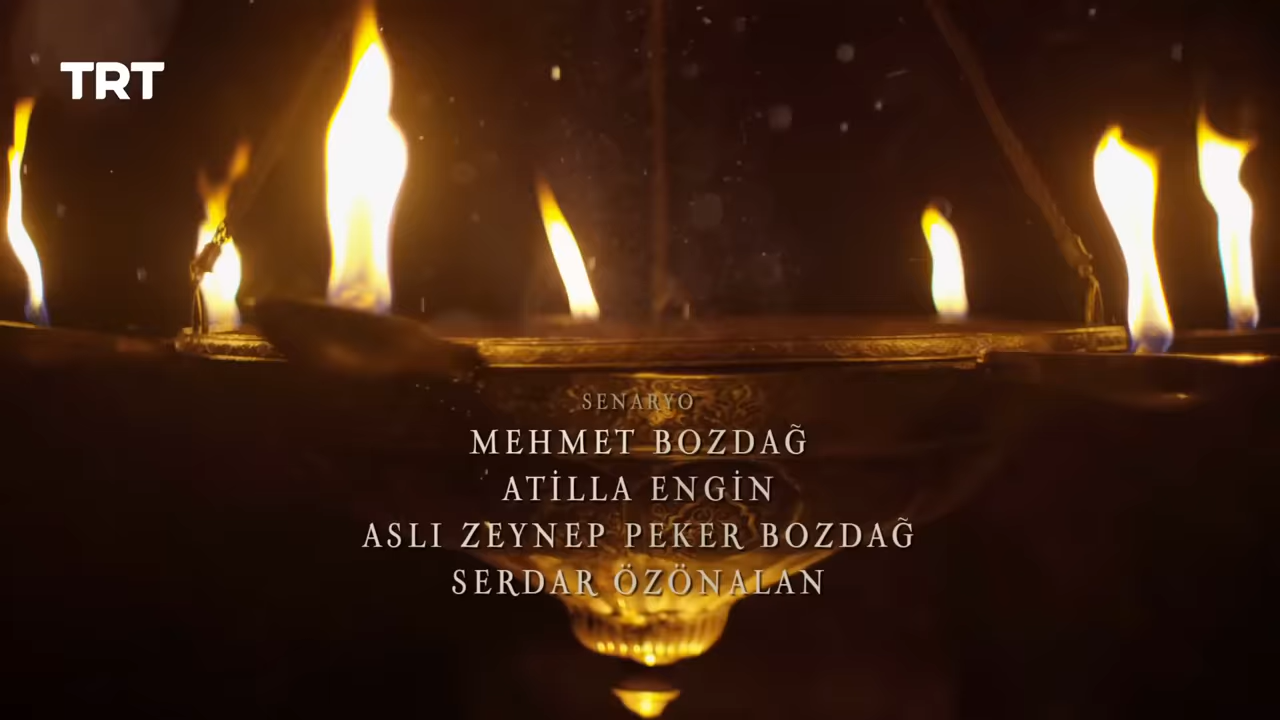 TRT
SENARYO
MEHMET BOZDAĞ
ATİLLA ENGİN
ASLI ZEYNEP PEKER BOZDAĞ
SERDAR ÖZÖNALAN